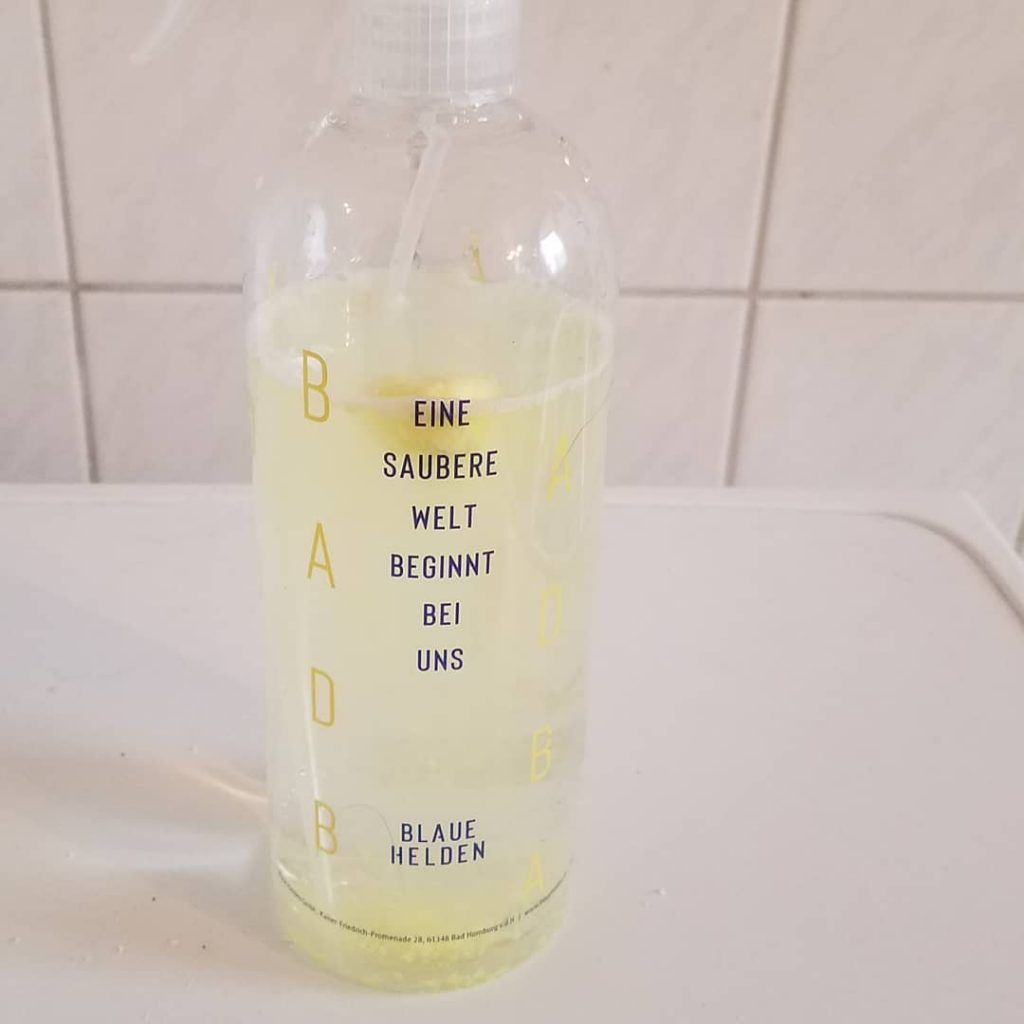 B
A
D
B
EINE
SAUBERE
WELT
BEGINNT
BEI
UNS
BLAUE
HELDEN
A
D
B
A
Kaiser-Friedrich-Promenade 28, 61348 Bad Homburg v.d.H. |